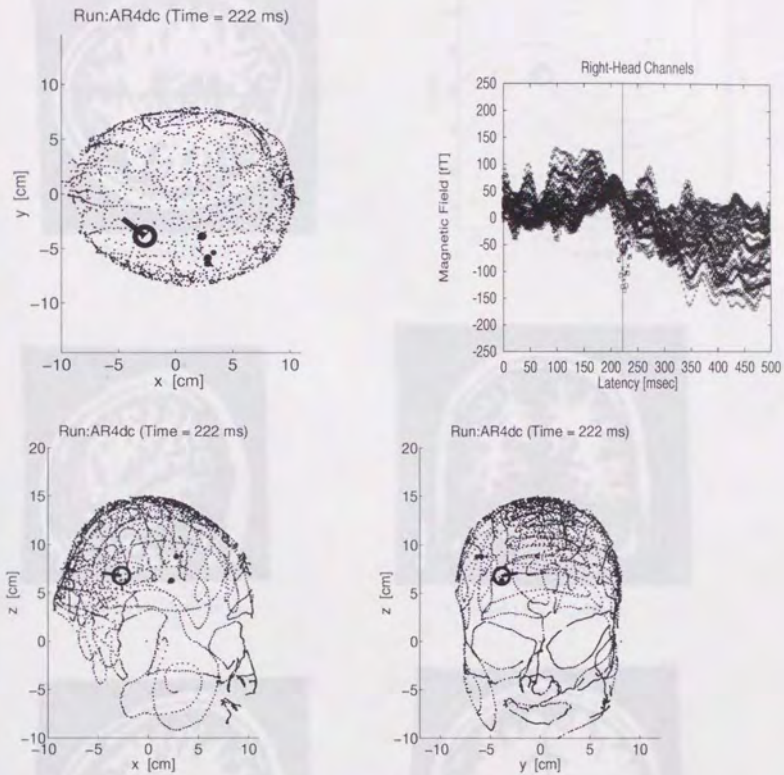 Run:AR4dc (Time = 222 ms)
10
5
0
−5
−10
y [cm]
−10 −5 0 5 10
x [cm]
Right-Head Channels
250
200
150
100
50
0
-50
-100
-150
-200
-250
Magnetic Field [fT]
0 50 100 150 200 250 300 350 400 450 500
Latency [msec]
Run:AR4dc (Time = 222 ms)
20
15
10
5
0
−5
−10
z [cm]
−10 −5 0 5 10
x [cm]
Run:AR4dc (Time = 222 ms)
20
15
10
5
0
−5
−10
z [cm]
−10 −5 0 5 10
y [cm]